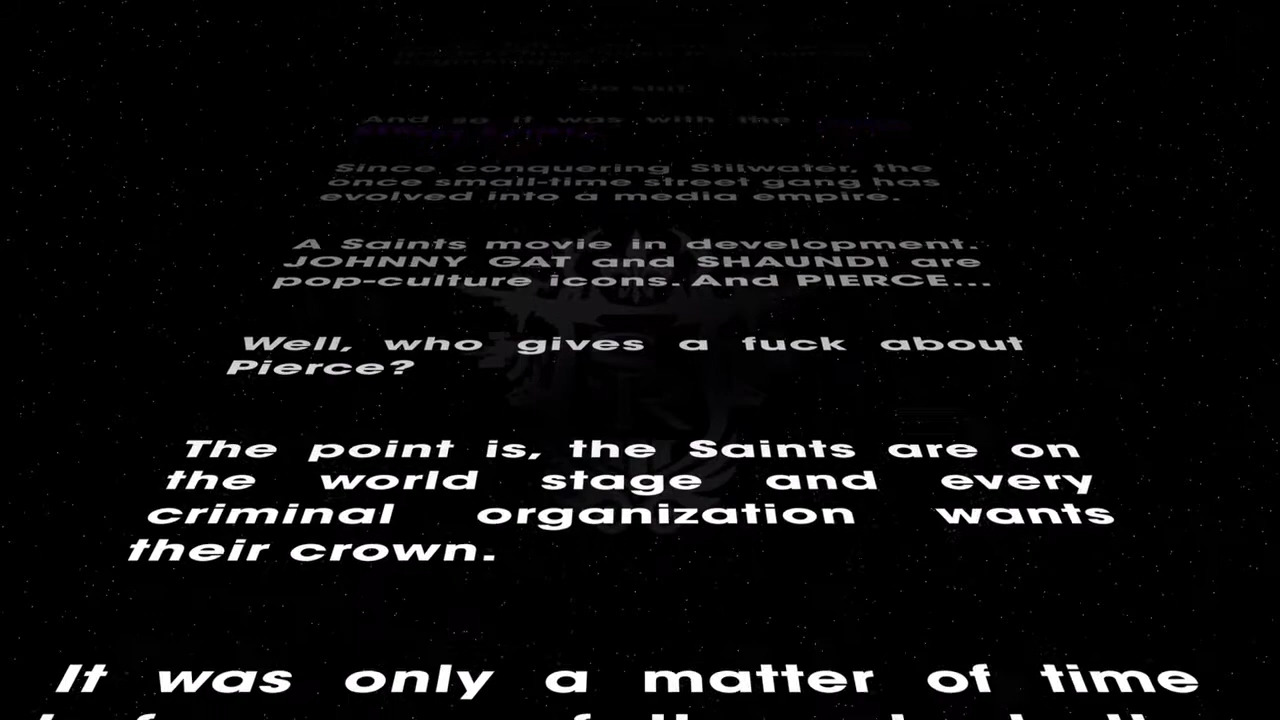 And so it was with the
Since conquering Stilwater, the
once small-time street gang has
evolved into a media empire.
A Saints movie in development.
JOHNNY GAT and SHAUNDI are
pop-culture icons. And PIERCE...
Well, who gives a fuck about
Pierce?
The point is, the Saints are on
the world stage and every
criminal organization wants
their crown.
It was only a matter of time